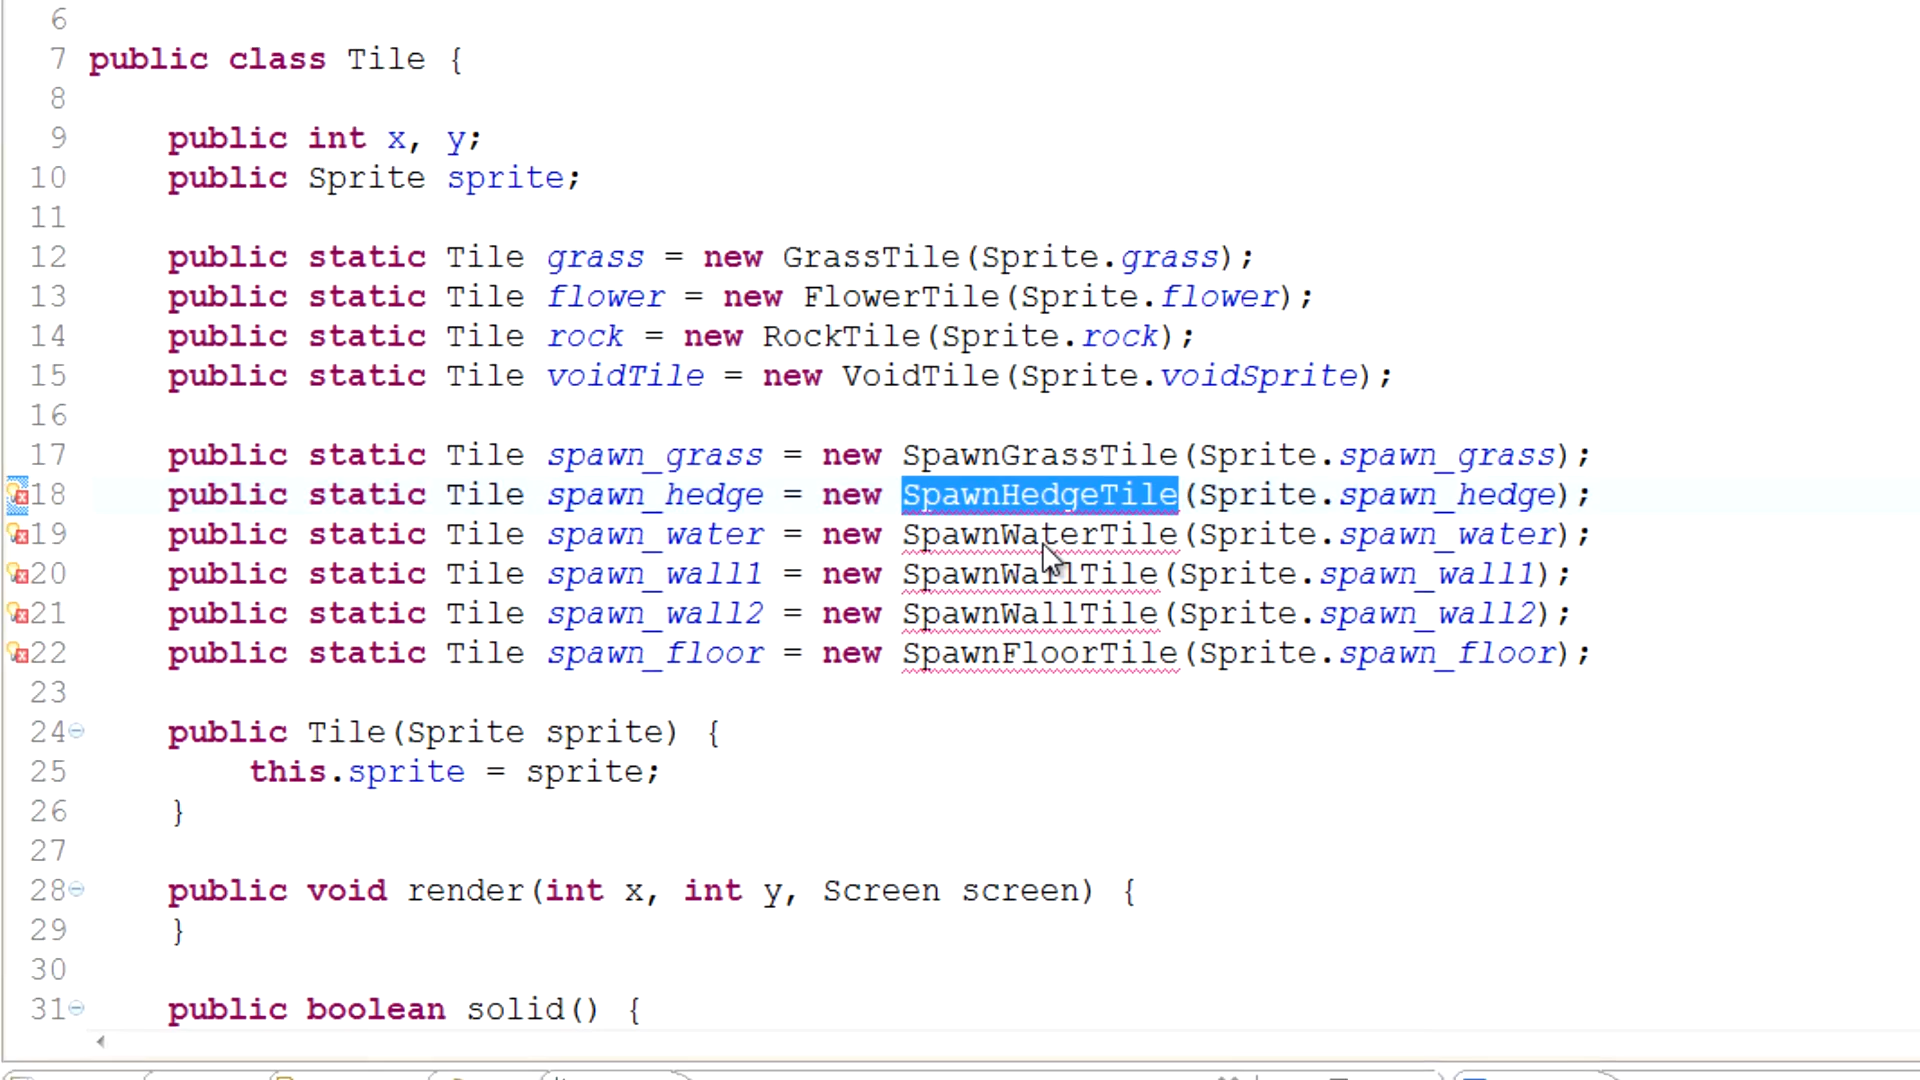 6
7 public class Tile {
8
9 public int x, y;
10 public Sprite sprite;
11
12 public static Tile grass = new GrassTile(Sprite.grass);
13 public static Tile flower = new FlowerTile(Sprite.flower);
14 public static Tile rock = new RockTile(Sprite.rock);
15 public static Tile voidTile = new VoidTile(Sprite.voidSprite);
16
17 public static Tile spawn_grass = new SpawnGrassTile(Sprite.spawn_grass);
18 public static Tile spawn_hedge = new SpawnHedgeTile(Sprite.spawn_hedge);
19 public static Tile spawn_water = new SpawnWaterTile(Sprite.spawn_water);
20 public static Tile spawn_wall1 = new SpawnWallTile(Sprite.spawn_wall1);
21 public static Tile spawn_wall2 = new SpawnWallTile(Sprite.spawn_wall2);
22 public static Tile spawn_floor = new SpawnFloorTile(Sprite.spawn_floor);
23
24 public Tile(Sprite sprite) {
25 this.sprite = sprite;
26 }
27
28 public void render(int x, int y, Screen screen) {
29 }
30
31 public boolean solid() {